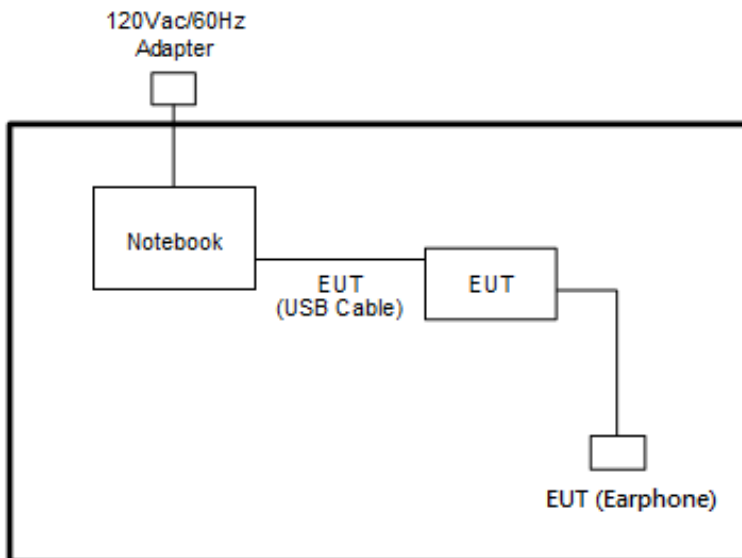 120Vac/60Hz
Adapter
Notebook
EUT
(USB Cable)
EUT
EUT (Earphone)